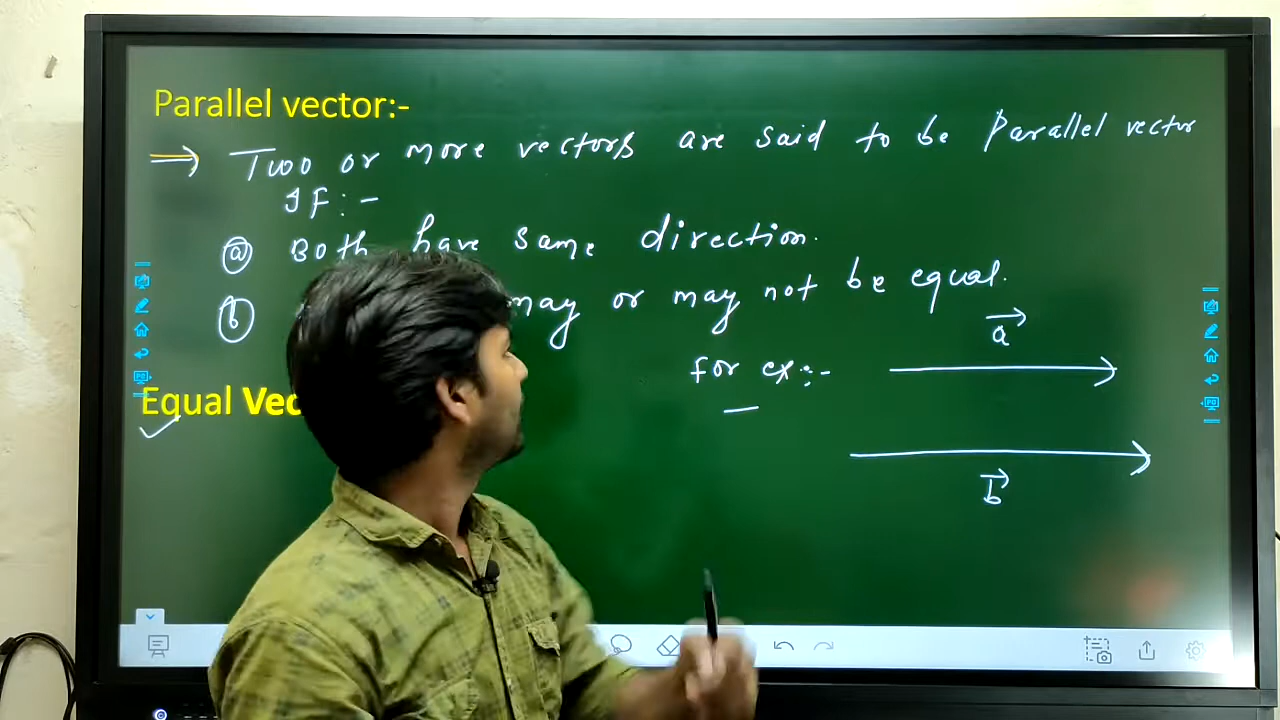 Parallel vector:-
Two or more vectors are said to be Parallel vector
If :-
(a) Both have same direction.
(b) may or may not be equal.
a
for ex:-
Equal Vec
b